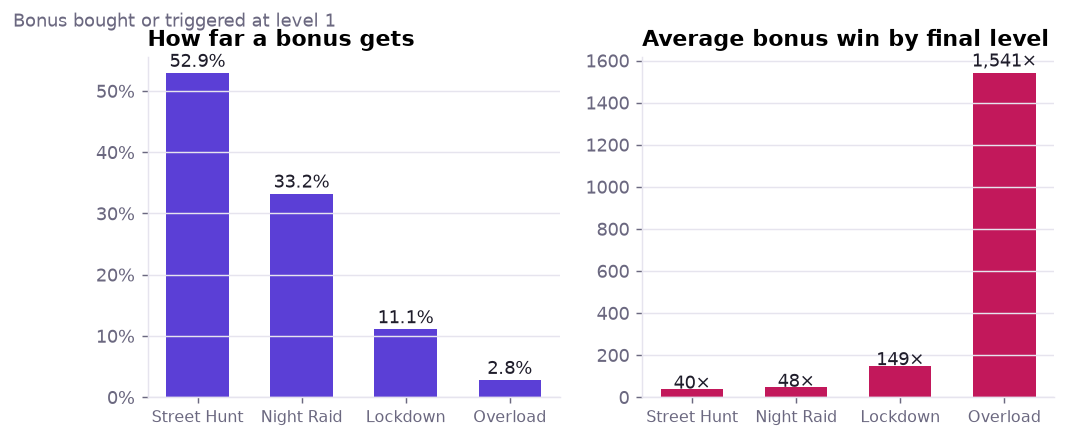 Bonus bought or triggered at level 1
How far a bonus gets
52.9%
33.2%
11.1%
2.8%
50%
40%
30%
20%
10%
0%
Street Hunt
Night Raid
Lockdown
Overload
Average bonus win by final level
1,541×
149×
48×
40×
1600
1400
1200
1000
800
600
400
200
0
Street Hunt
Night Raid
Lockdown
Overload